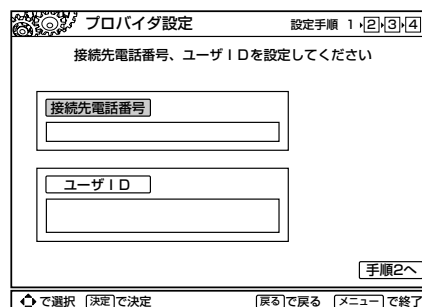 プロバイダ設定 設定手順 1 2 3 4
接続先電話番号、ユーザIDを設定してください
接続先電話番号
ユーザID
手順2へ
で選択 決定で決定 戻るで戻る メニューで終了